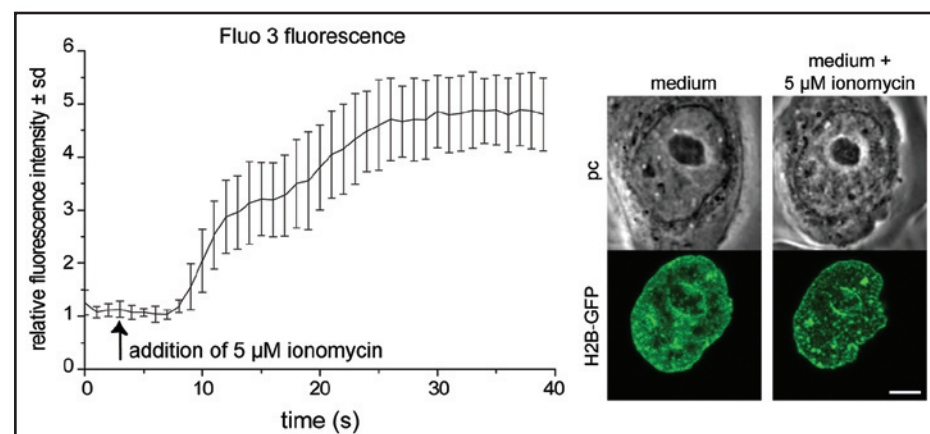 Fluo 3 fluorescence
relative fluorescence intensity ± sd
6
5
4
3
2
1
0
addition of 5 µM ionomycin
0
10
20
30
40
time (s)
medium
medium +
5 µM ionomycin
pc
H2B-GFP